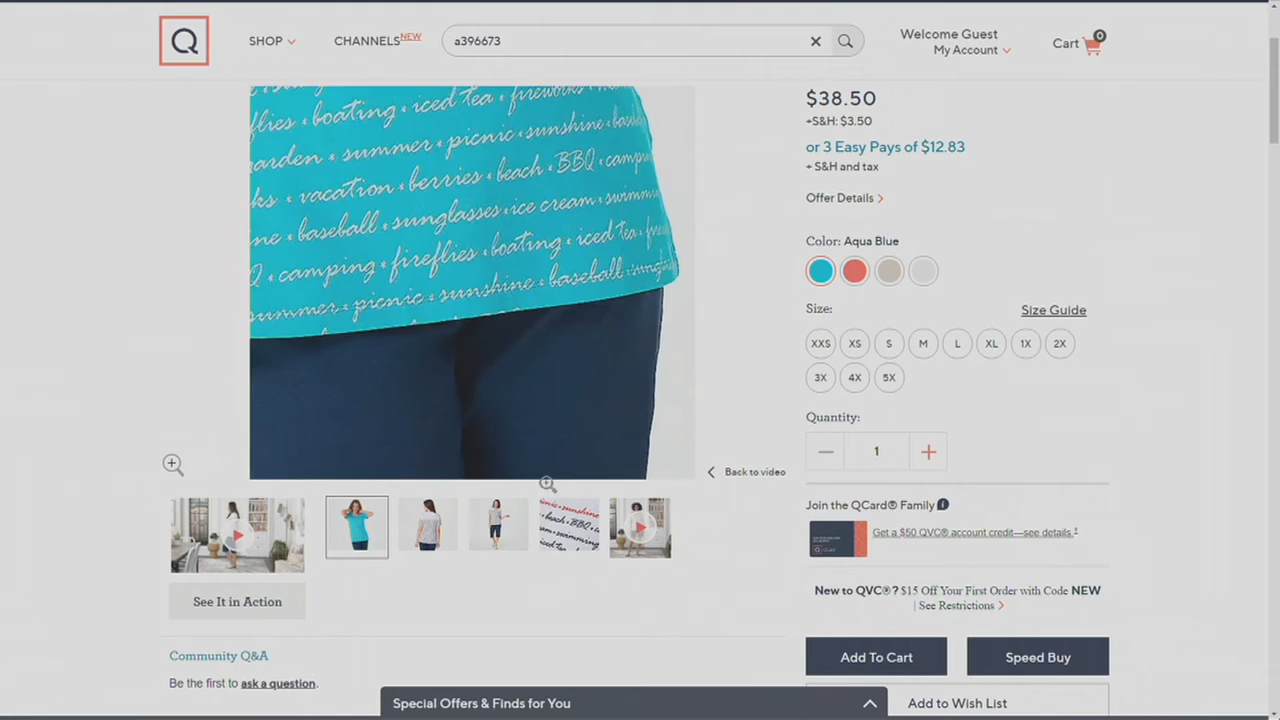 Q
SHOP
CHANNELS NEW
a396673
Welcome Guest
My Account
Cart 0
boating • iced tea • fireworks
garden • summer • picnic • sunshine
vacation • berries • beach • BBQ •
baseball • sunglasses • ice cream •
• camping • fireflies • boating • iced tea •
• picnic • sunshine • baseball •
$38.50
+S&H: $3.50
or 3 Easy Pays of $12.83
+ S&H and tax
Offer Details
Color: Aqua Blue
Size:
Size Guide
XXS XS S M L XL 1X 2X
3X 4X 5X
Quantity:
1
Back to video
Join the QCard® Family
Get a $50 QVC® account credit—see details.¹
See It in Action
New to QVC®? $15 Off Your First Order with Code NEW
| See Restrictions
Community Q&A
Be the first to ask a question.
Add To Cart
Speed Buy
Special Offers & Finds for You
Add to Wish List